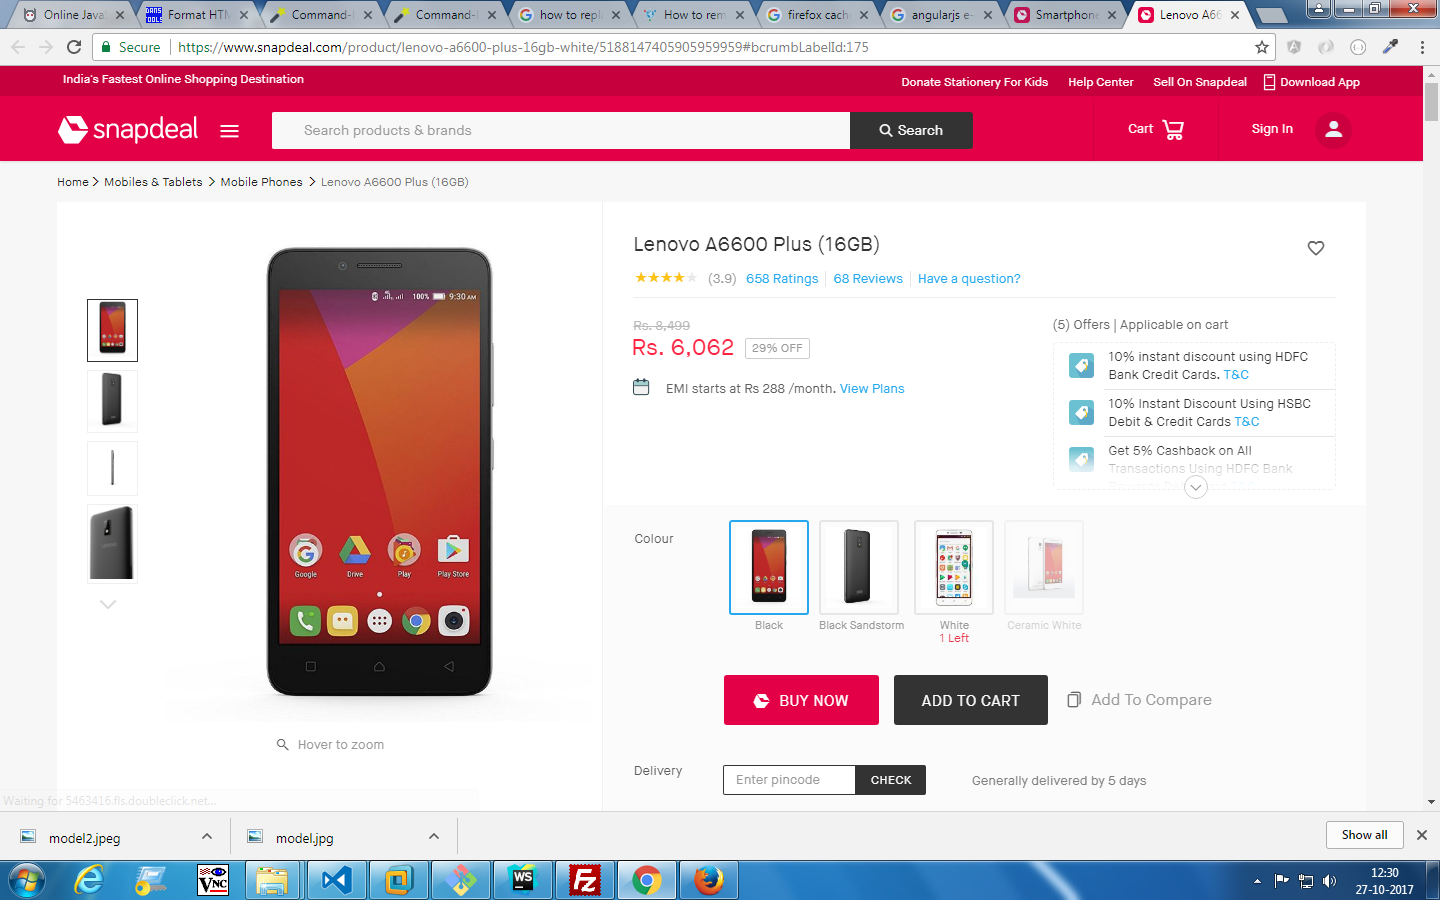 Online Java
Format HTM
Command-
Command-
how to repl
How to rem
firefox cach
angularjs e-
Smartphone
Lenovo A66
Secure
https://www.snapdeal.com/product/lenovo-a6600-plus-16gb-white/5188147405905959959#bcrumbLabelId:175
India's Fastest Online Shopping Destination
Donate Stationery For Kids
Help Center
Sell On Snapdeal
Download App
snapdeal
Search products & brands
Search
Cart
Sign In
Home > Mobiles & Tablets > Mobile Phones > Lenovo A6600 Plus (16GB)
100% 9:30 AM
Google
Drive
Play
Play Store
Hover to zoom
Lenovo A6600 Plus (16GB)
(3.9) 658 Ratings | 68 Reviews | Have a question?
Rs. 8,499
Rs. 6,062 29% OFF
EMI starts at Rs 288 /month. View Plans
(5) Offers | Applicable on cart
10% instant discount using HDFC
Bank Credit Cards. T&C
10% Instant Discount Using HSBC
Debit & Credit Cards T&C
Get 5% Cashback on All
Transactions Using HDFC Bank
Colour
Black
Black Sandstorm
White
1 Left
Ceramic White
BUY NOW
ADD TO CART
Add To Compare
Delivery
Enter pincode
CHECK
Generally delivered by 5 days
Waiting for 5463416.fls.doubleclick.net...
model2.jpeg
model.jpg
Show all
VNC
WS
FZ
12:30
27-10-2017